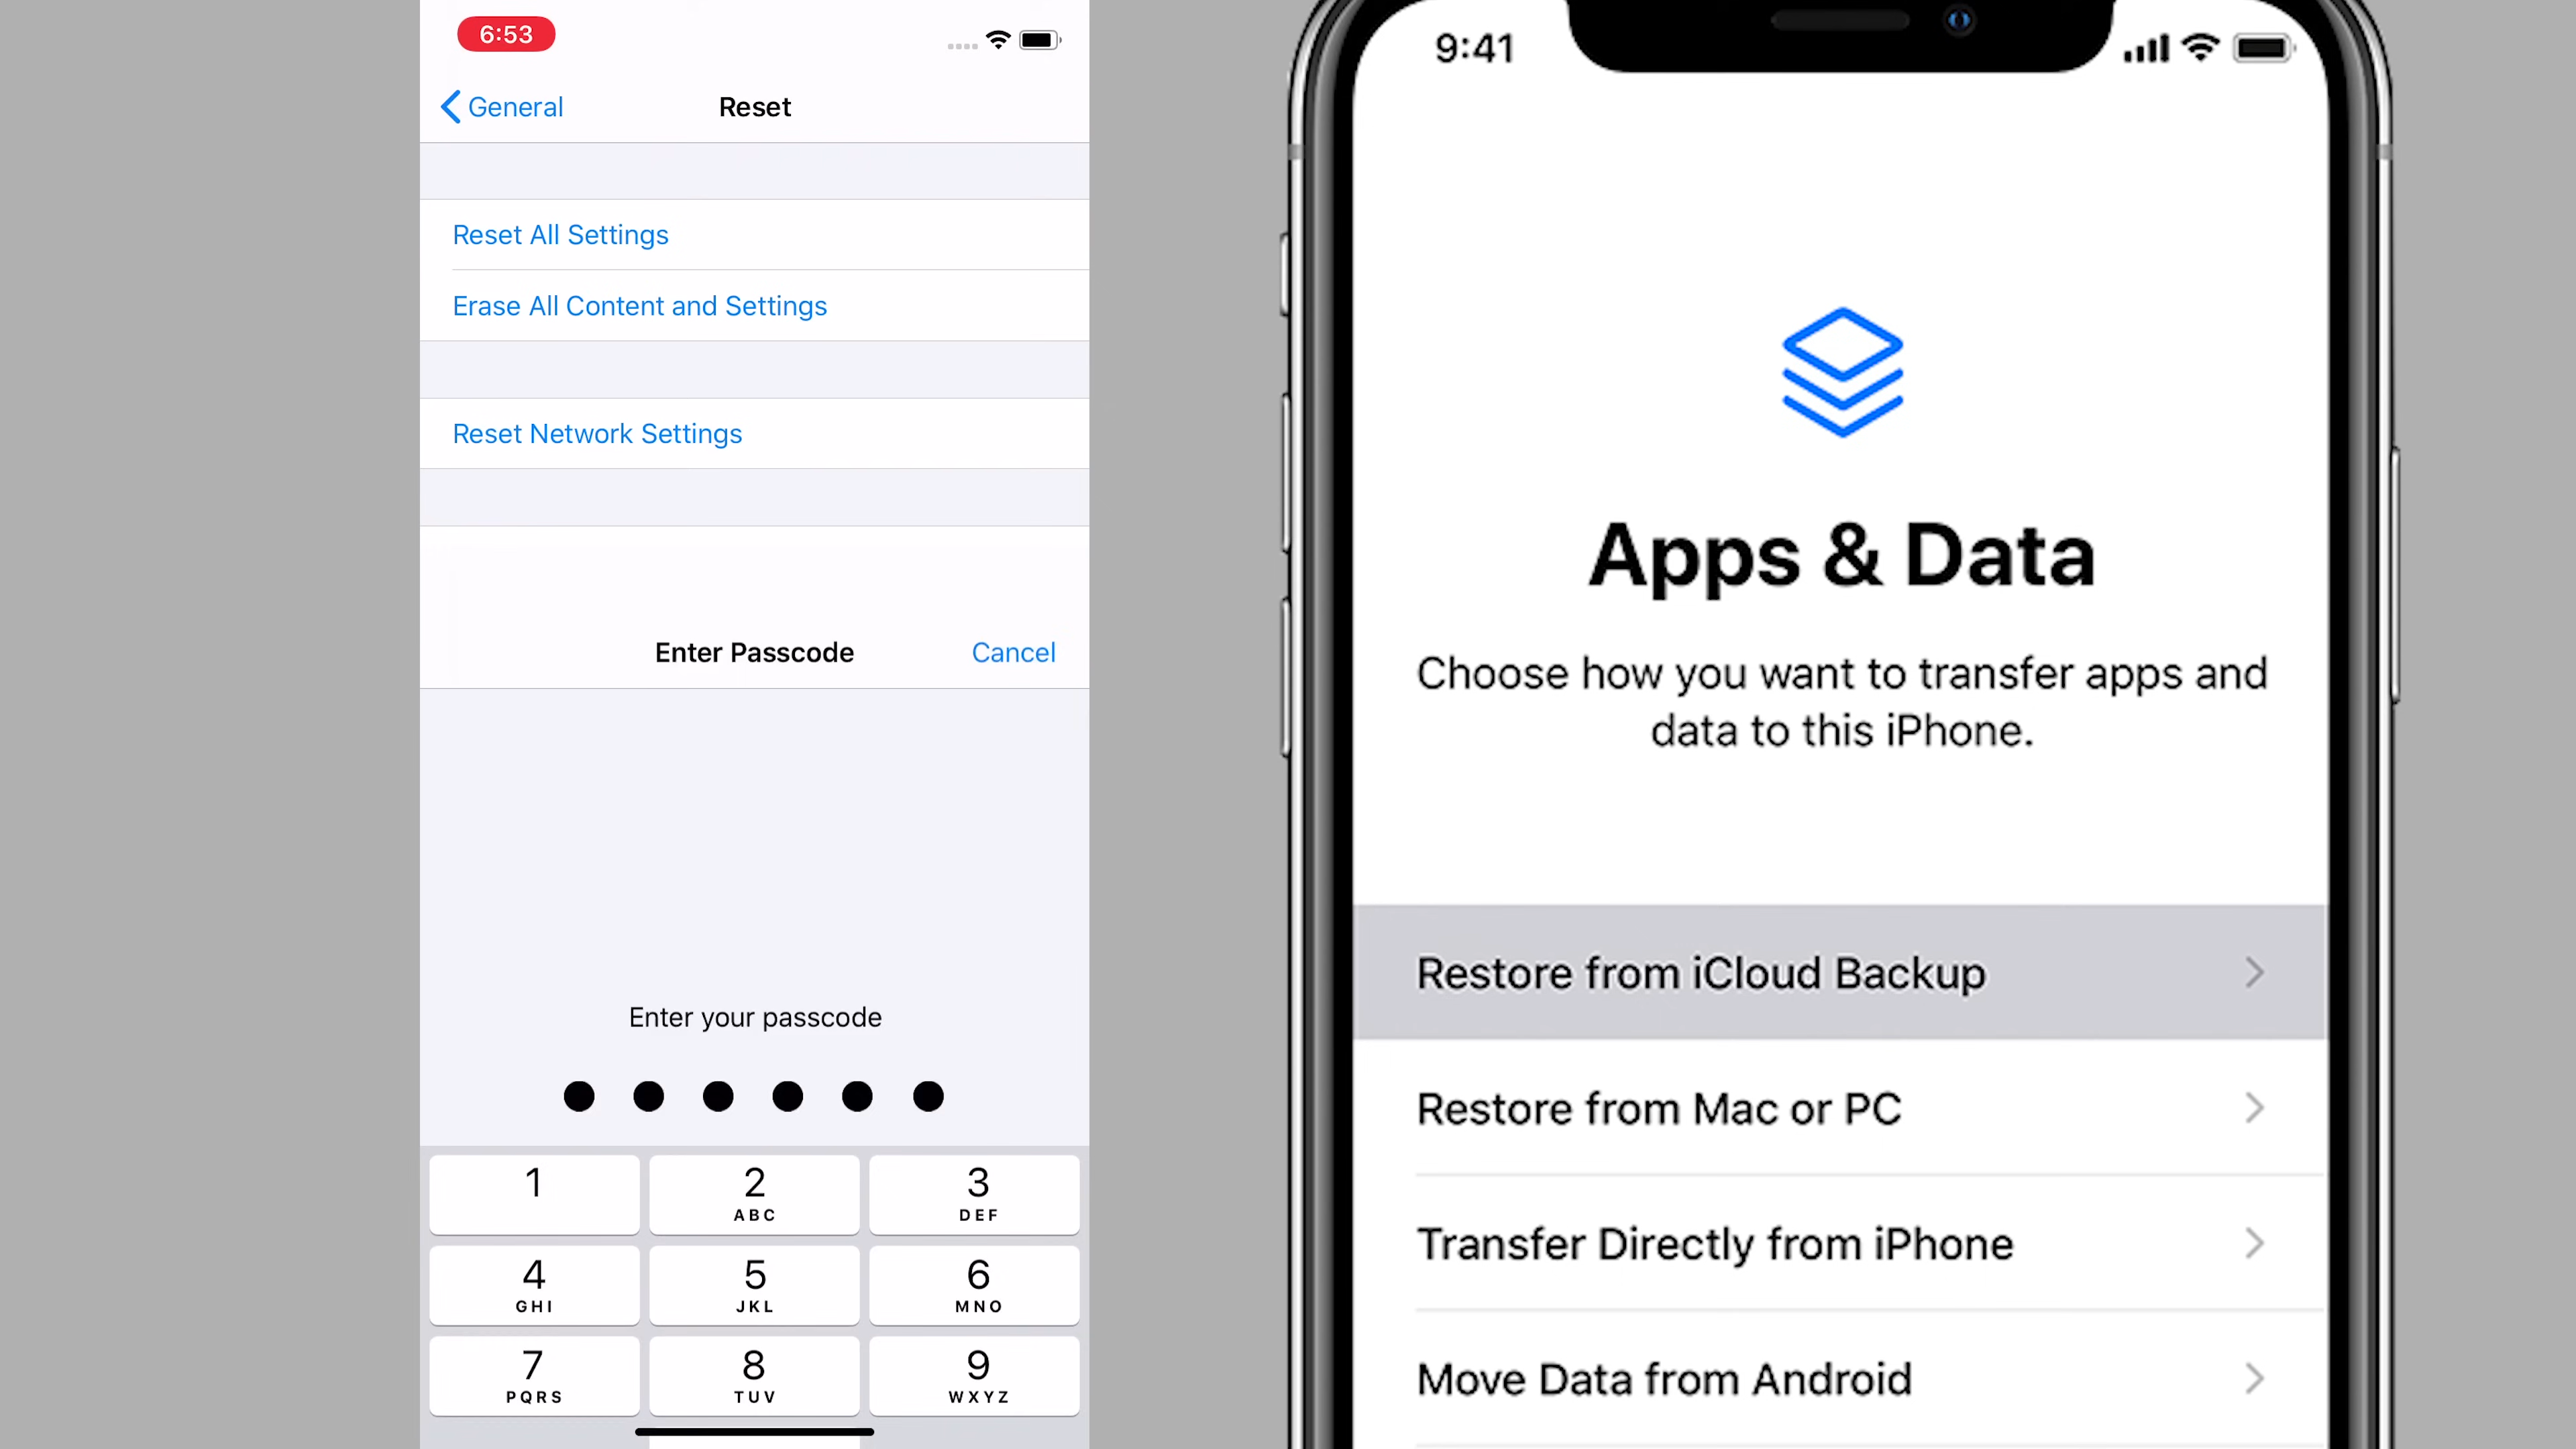 6:53
General
Reset
Reset All Settings
Erase All Content and Settings
Reset Network Settings
Enter Passcode
Cancel
Enter your passcode
1
2
ABC
3
DEF
4
GHI
5
JKL
6
MNO
7
PQRS
8
TUV
9
WXYZ
9:41
Apps & Data
Choose how you want to transfer apps and
data to this iPhone.
Restore from iCloud Backup
Restore from Mac or PC
Transfer Directly from iPhone
Move Data from Android